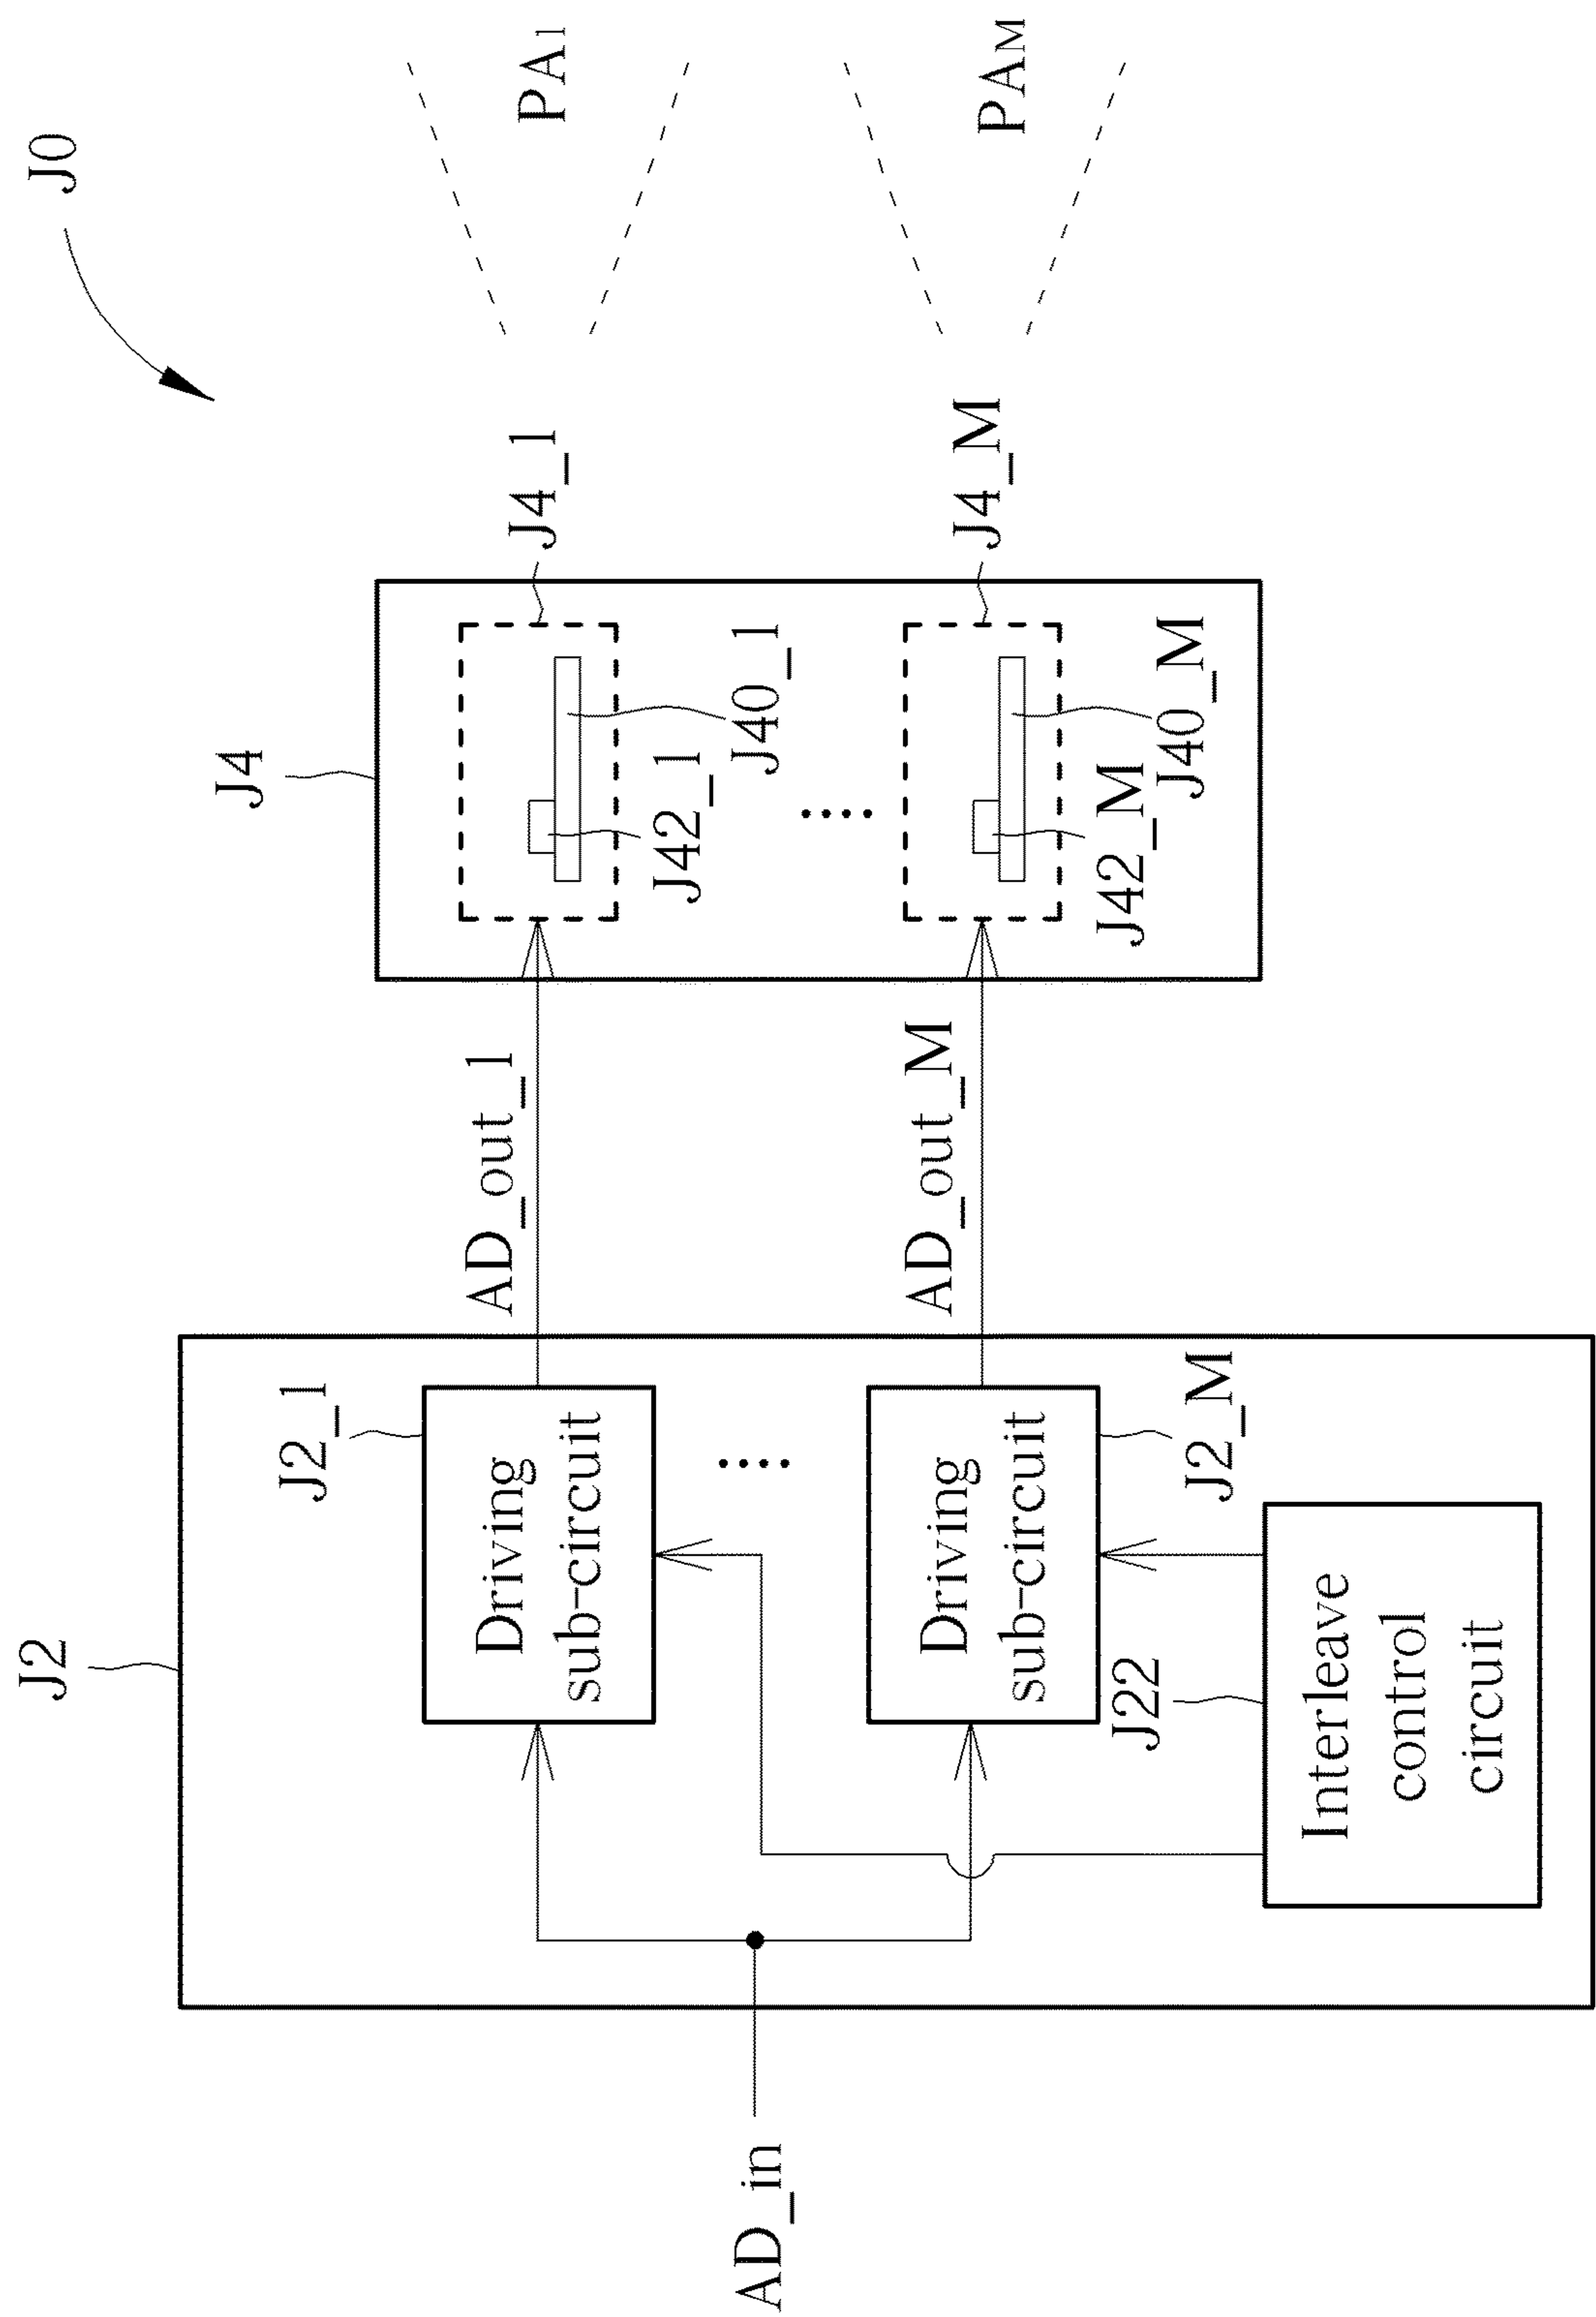 J0
J2
J4
J2_1
Driving
sub-circuit
AD_out_1
J4_1
PA1
J42_1
J40_1
AD_in
Driving
sub-circuit
J2_M
AD_out_M
J4_M
PAM
J42_M
J40_M
J22
Interleave
control
circuit